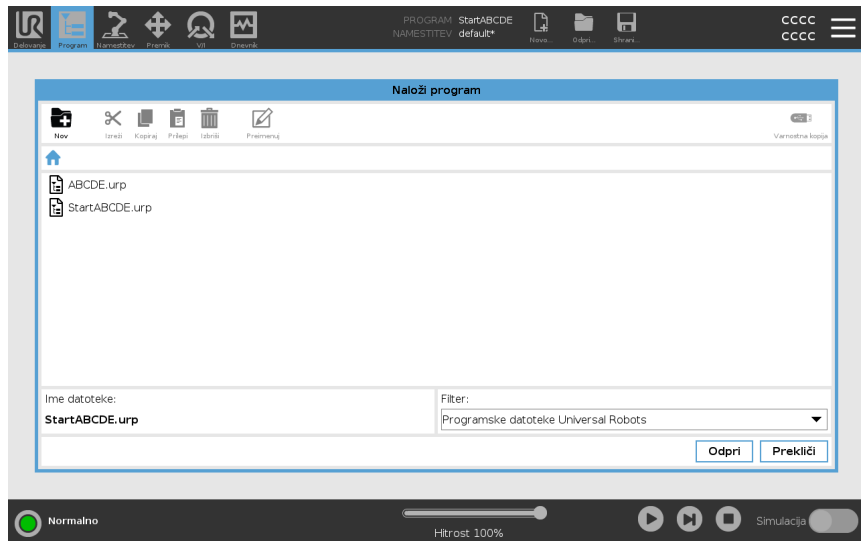 UR
PROGRAM StartABCDE
NAMESTITEV default*
CCCC
CCCC
Delovanje Program Namestitev Premik V/I Dnevnik Novo... Odpri... Shrani...
Naloži program
Nov Izreži Kopiraj Prilepi Izbriši Preimenuj Varnostna kopija
ABCDE.urp
StartABCDE.urp
Ime datoteke: Filter:
StartABCDE.urp Programske datoteke Universal Robots
Odpri Prekliči
Normalno
Hitrost 100%
Simulacija